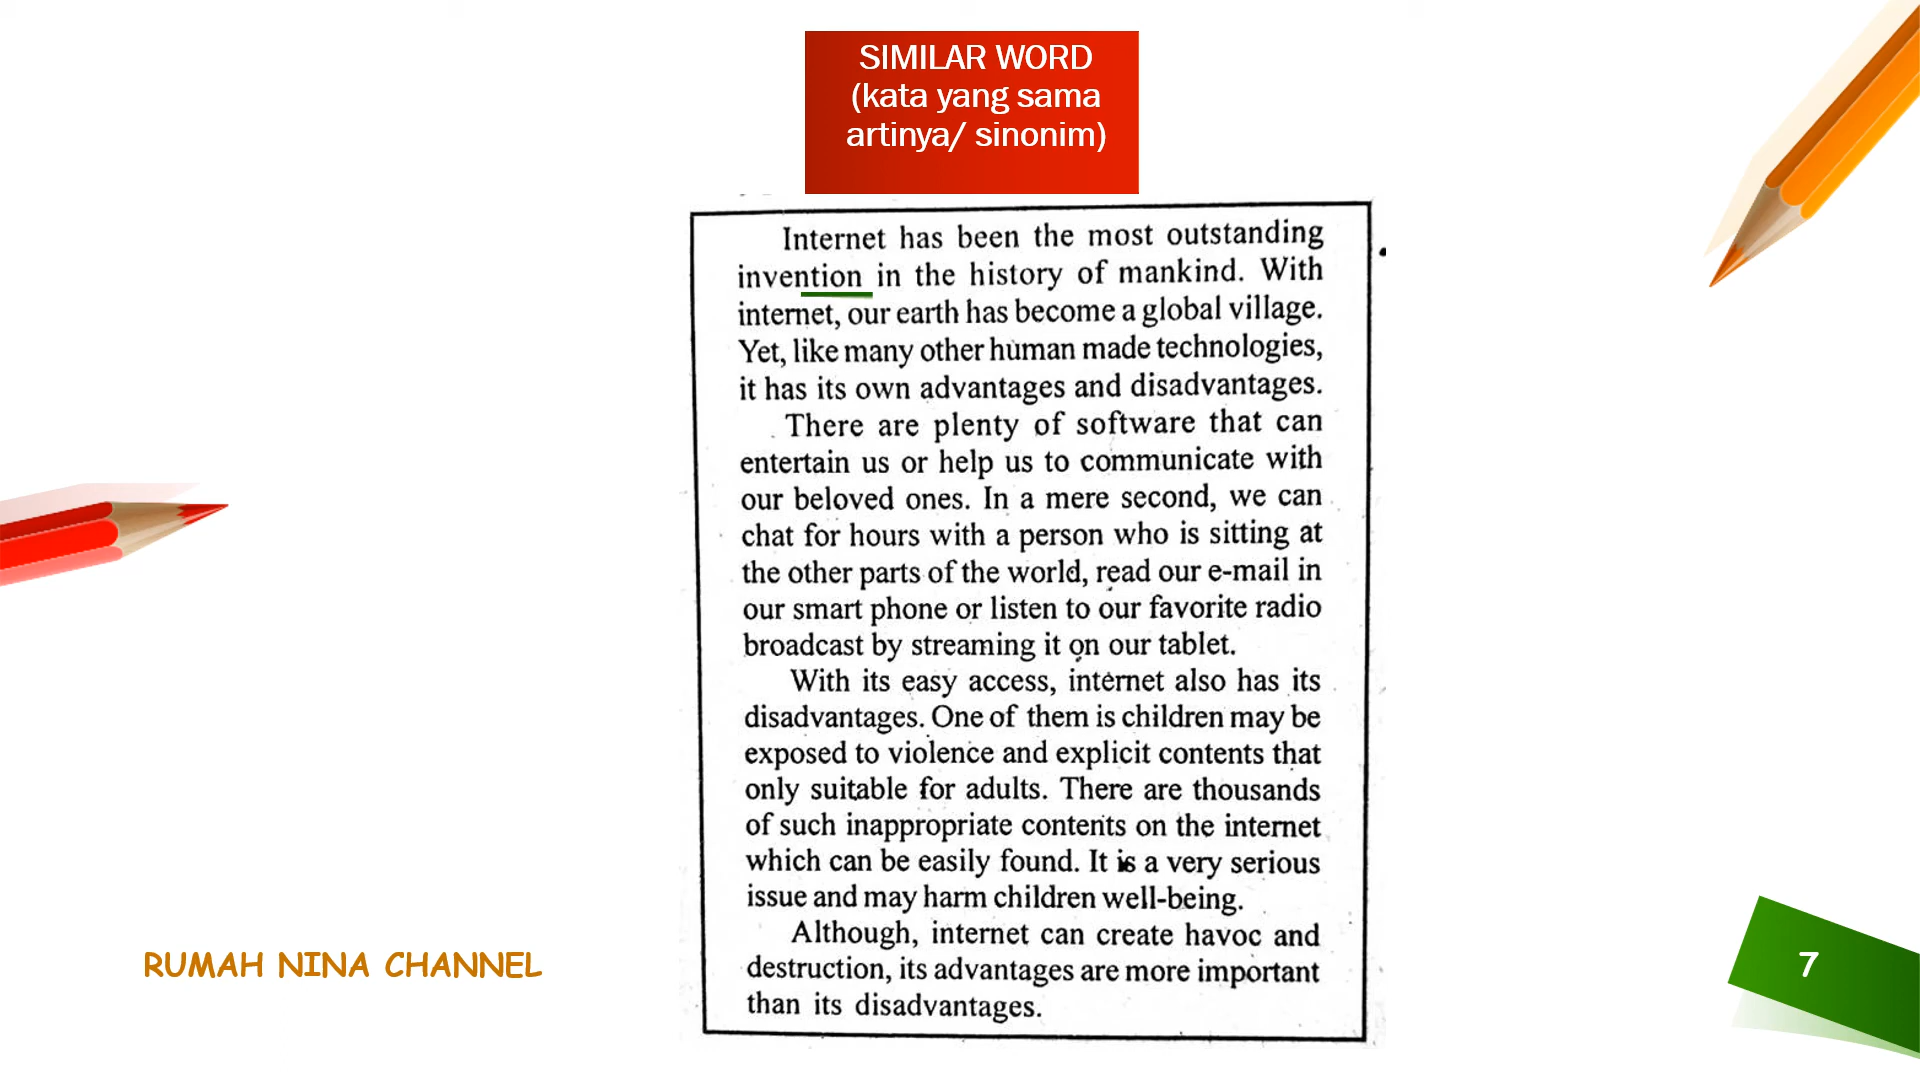 SIMILAR WORD
(kata yang sama
artinya/ sinonim)
Internet has been the most outstanding
invention in the history of mankind. With
internet, our earth has become a global village.
Yet, like many other human made technologies,
it has its own advantages and disadvantages.
There are plenty of software that can
entertain us or help us to communicate with
our beloved ones. In a mere second, we can
chat for hours with a person who is sitting at
the other parts of the world, read our e-mail in
our smart phone or listen to our favorite radio
broadcast by streaming it on our tablet.
With its easy access, internet also has its
disadvantages. One of them is children may be
exposed to violence and explicit contents that
only suitable for adults. There are thousands
of such inappropriate contents on the internet
which can be easily found. It is a very serious
issue and may harm children well-being.
Although, internet can create havoc and
destruction, its advantages are more important
than its disadvantages.
RUMAH NINA CHANNEL
7